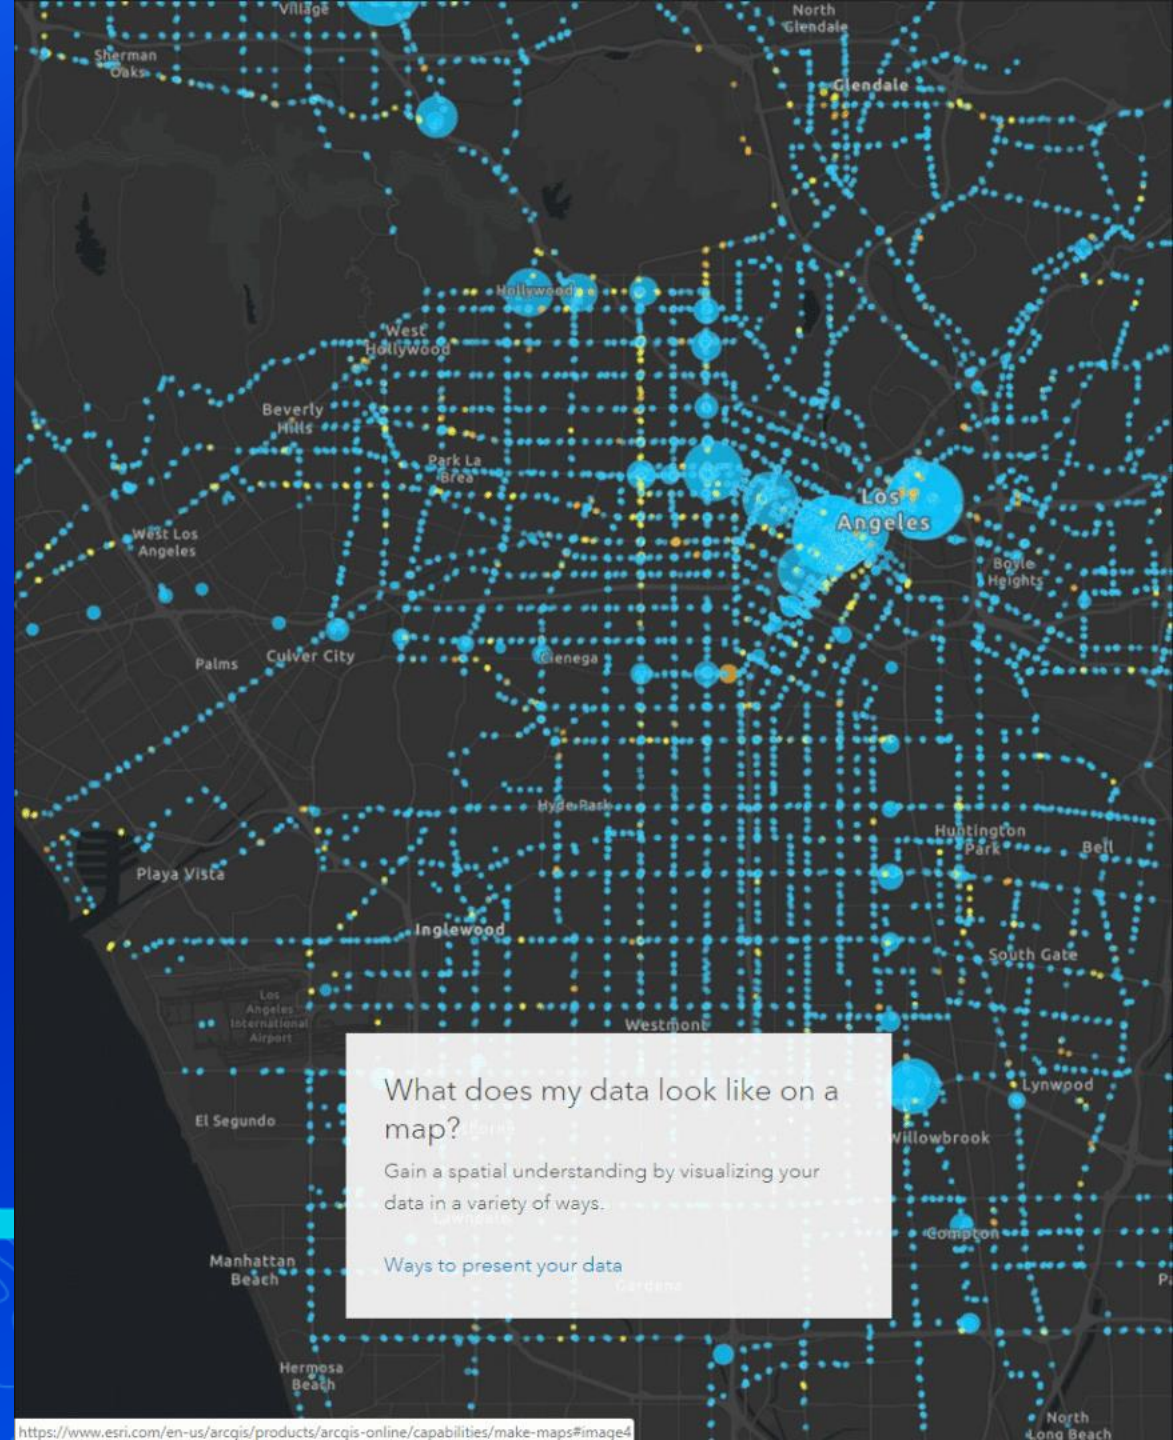 Village
North
Glendale
Sherman
Oaks
Glendale
Hollywood
West
Hollywood
Beverly
Hills
Park La
Brea
Los
Angeles
West Los
Angeles
Boyle
Heights
Palms
Culver City
Cienega
Hyde Park
Huntington
Park
Bell
Playa Vista
Inglewood
South Gate
Los
Angeles
International
Airport
Westmont
What does my data look like on a
map?
Lynwood
El Segundo
Willowbrook
Gain a spatial understanding by visualizing your
data in a variety of ways.
Compton
Manhattan
Beach
Ways to present your data
Gardena
Hermosa
Beach
North
Long Beach
https://www.esri.com/en-us/arcgis/products/arcgis-online/capabilities/make-maps#image4